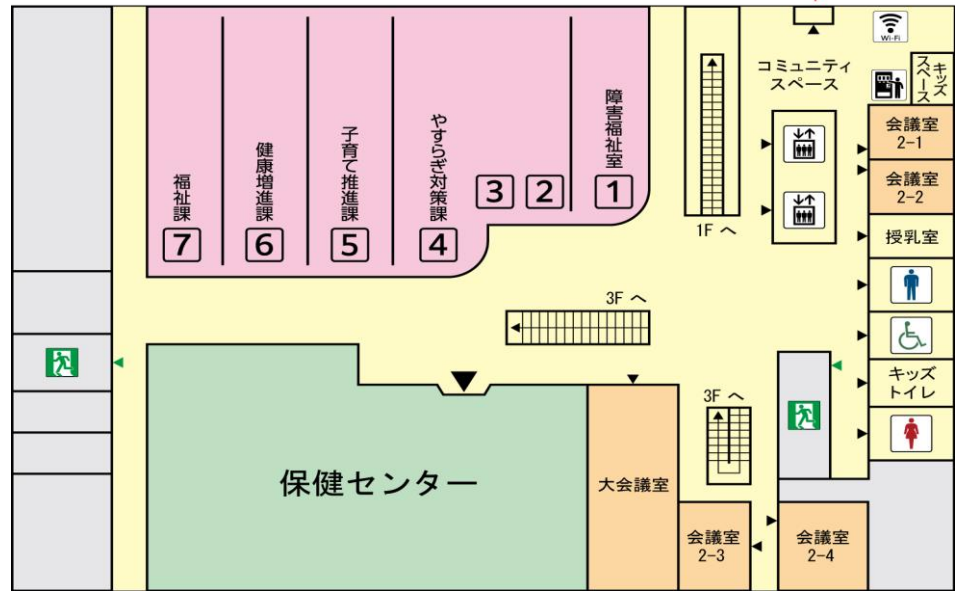 Wi-Fi
コミュニティ
スペース
キッズ
スペース
障害福祉室
1
2
3
やすらぎ対策課
4
子育て推進課
5
健康増進課
6
福祉課
7
会議室
2-1
会議室
2-2
授乳室
1F へ
3F へ
キッズ
トイレ
3F へ
保健センター
大会議室
会議室
2-3
会議室
2-4